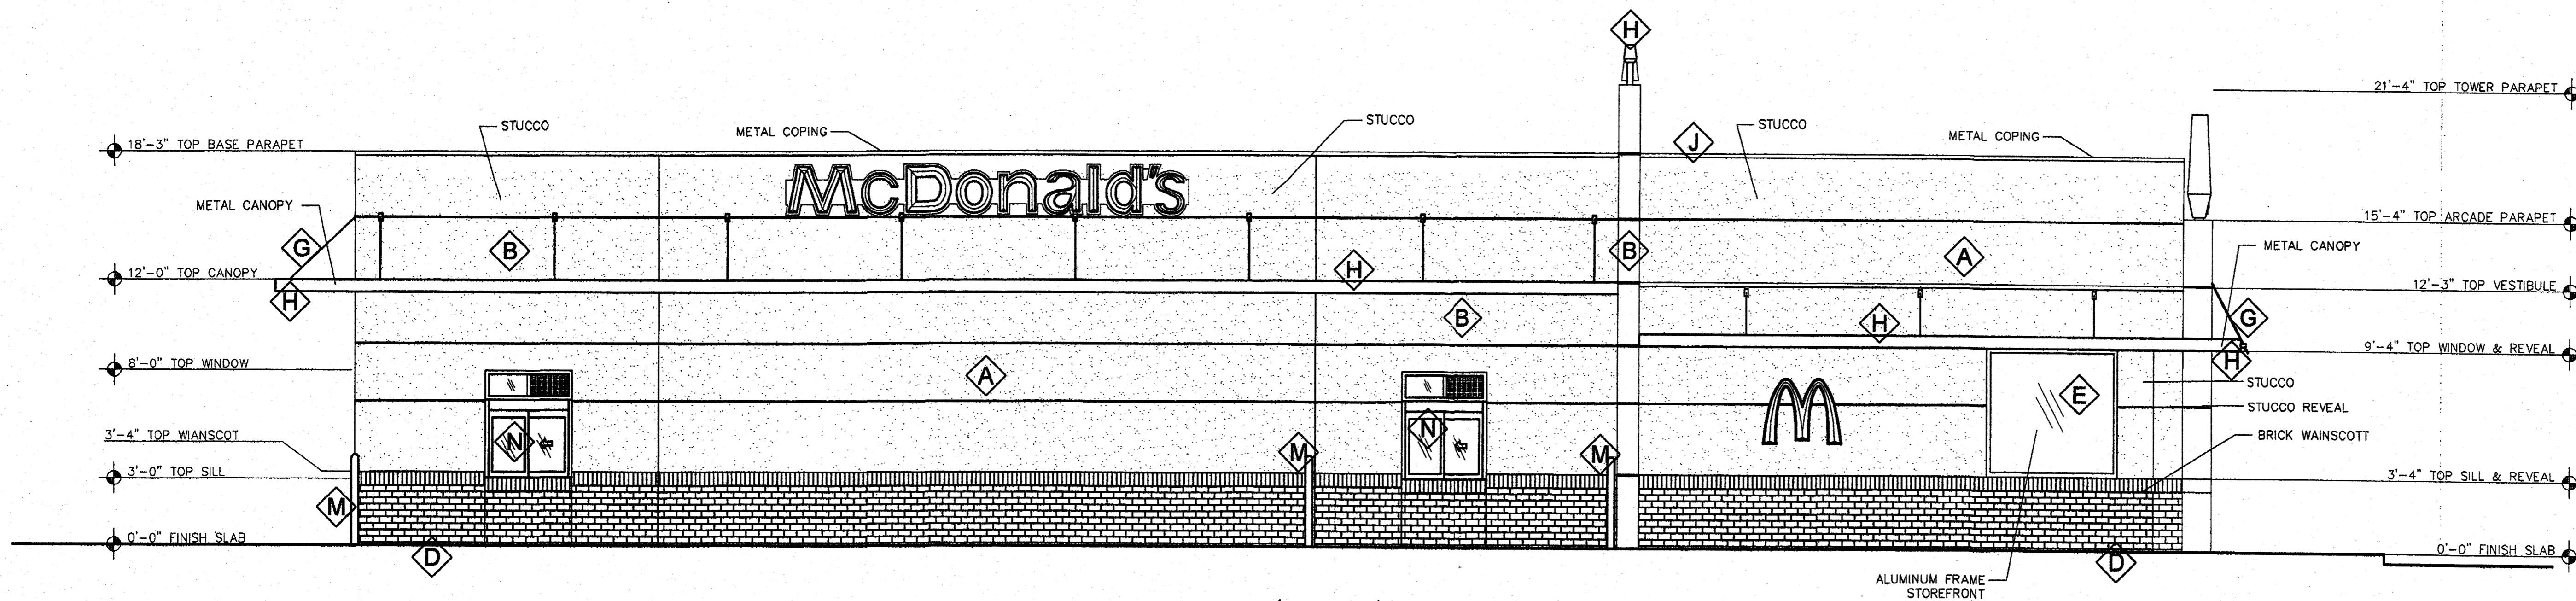 H
21'-4" TOP TOWER PARAPET
STUCCO
METAL COPING
STUCCO
STUCCO
METAL COPING
18'-3" TOP BASE PARAPET
J
McDonald's
METAL CANOPY
15'-4" TOP ARCADE PARAPET
G
B
B
A
METAL CANOPY
12'-0" TOP CANOPY
H
12'-3" TOP VESTIBULE
H
B
H
G
8'-0" TOP WINDOW
A
9'-4" TOP WINDOW & REVEAL
H
E
STUCCO
M
STUCCO REVEAL
3'-4" TOP WIANSCOT
N
N
BRICK WAINSCOTT
M
M
3'-0" TOP SILL
3'-4" TOP SILL & REVEAL
M
0'-0" FINISH SLAB
D
D
0'-0" FINISH SLAB
ALUMINUM FRAME
STOREFRONT